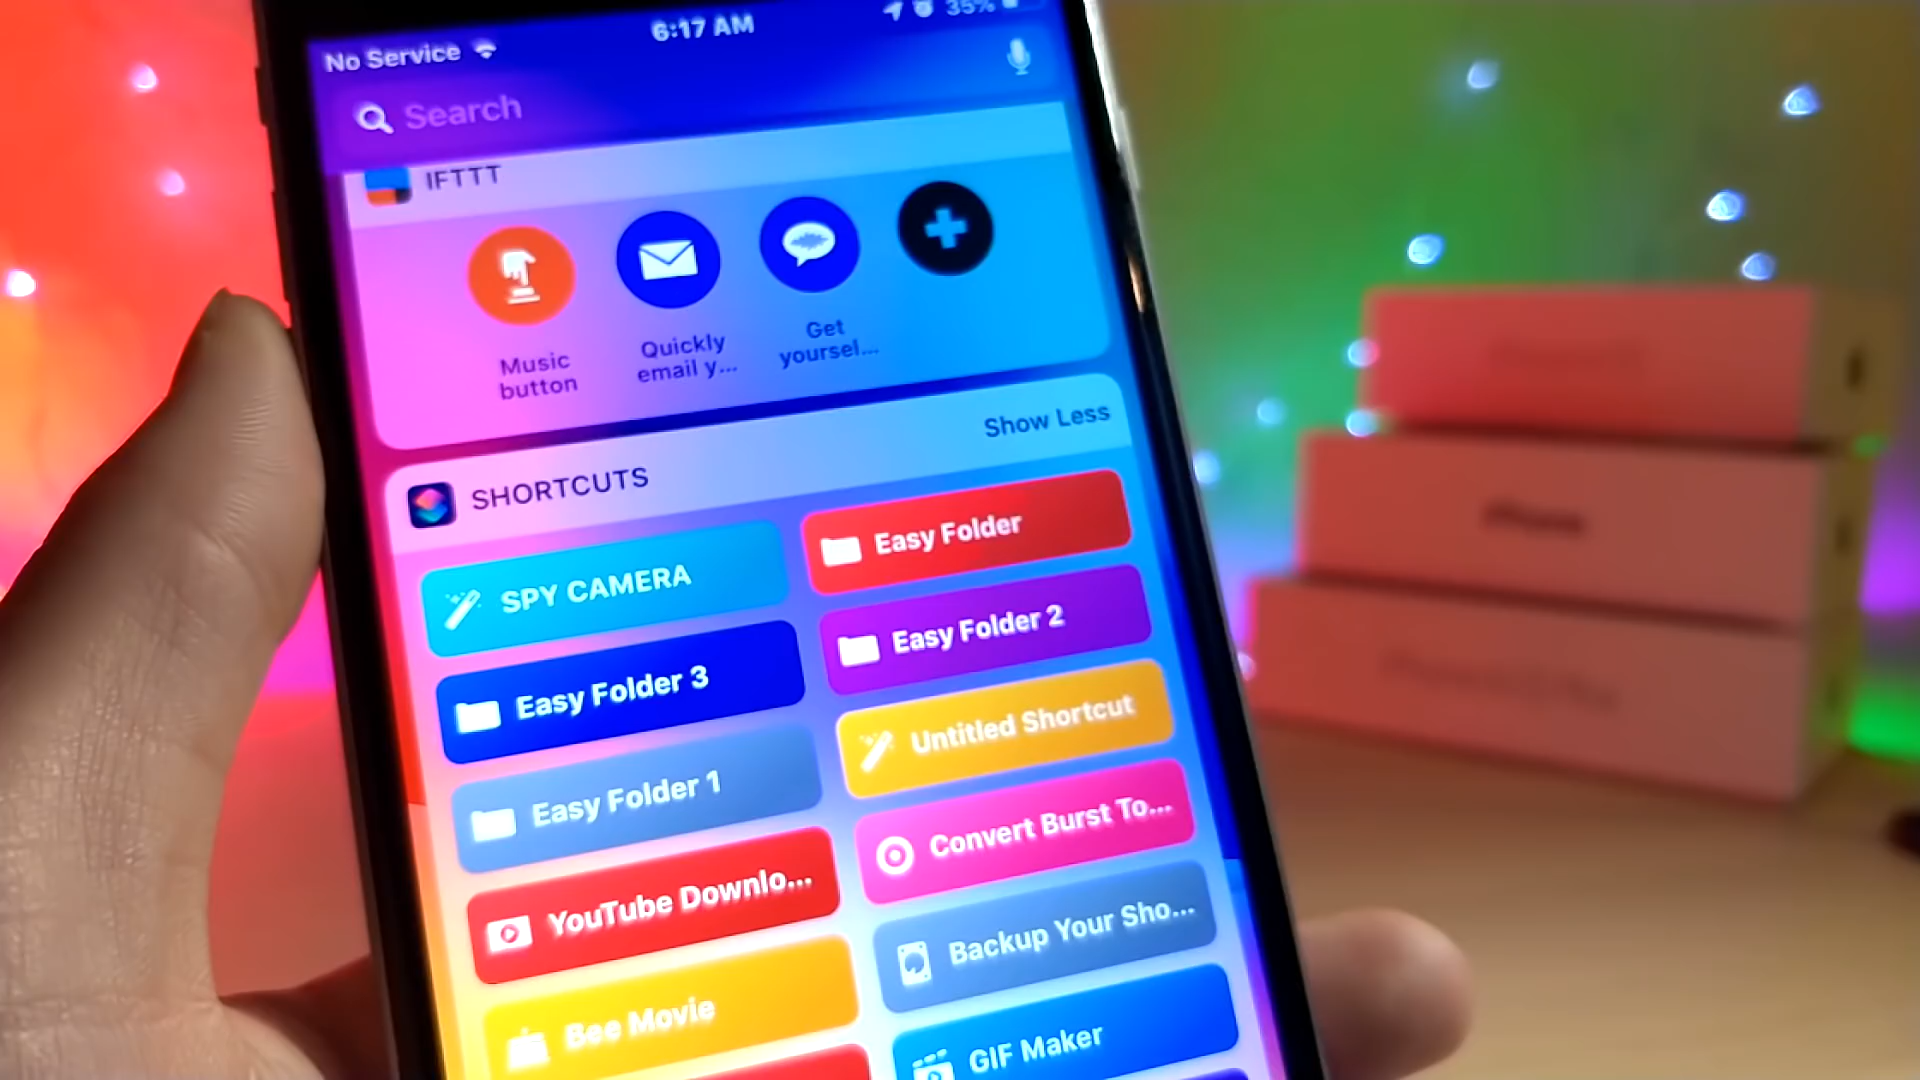 No Service
6:17 AM
35%
Search
IFTTT
Music
button
Quickly
email y...
Get
yoursel...
Show Less
SHORTCUTS
SPY CAMERA
Easy Folder
Easy Folder 3
Easy Folder 2
Easy Folder 1
Untitled Shortcut
YouTube Downlo...
Convert Burst To...
Bee Movie
Backup Your Sho...
GIF Maker
iPhone